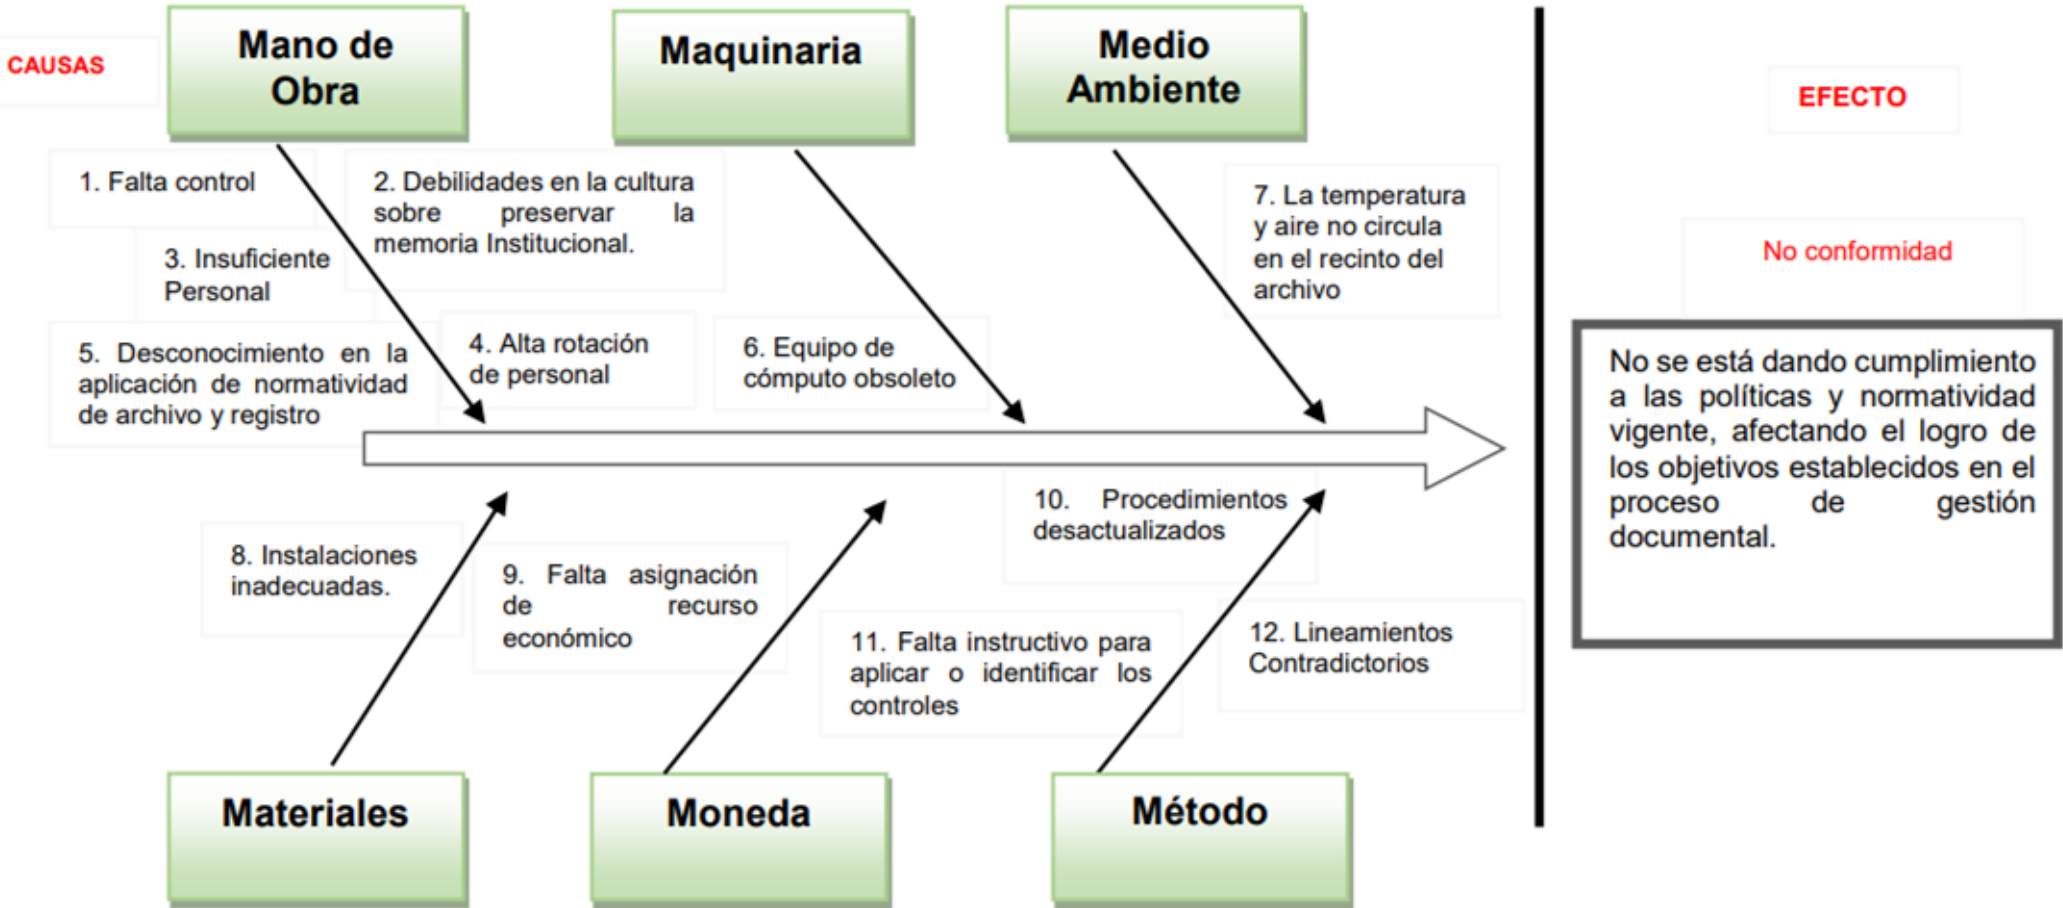 CAUSAS
Mano de
Obra
Maquinaria
Medio
Ambiente
EFECTO
1. Falta control
2. Debilidades en la cultura
sobre preservar la
memoria Institucional.
3. Insuficiente
Personal
4. Alta rotación
de personal
5. Desconocimiento en la
aplicación de normatividad
de archivo y registro
6. Equipo de
cómputo obsoleto
7. La temperatura
y aire no circula
en el recinto del
archivo
No conformidad
No se está dando cumplimiento
a las políticas y normatividad
vigente, afectando el logro de
los objetivos establecidos en el
proceso de gestión
documental.
8. Instalaciones
inadecuadas.
9. Falta asignación
de recurso
económico
10. Procedimientos
desactualizados
11. Falta instructivo para
aplicar o identificar los
controles
12. Lineamientos
Contradictorios
Materiales
Moneda
Método